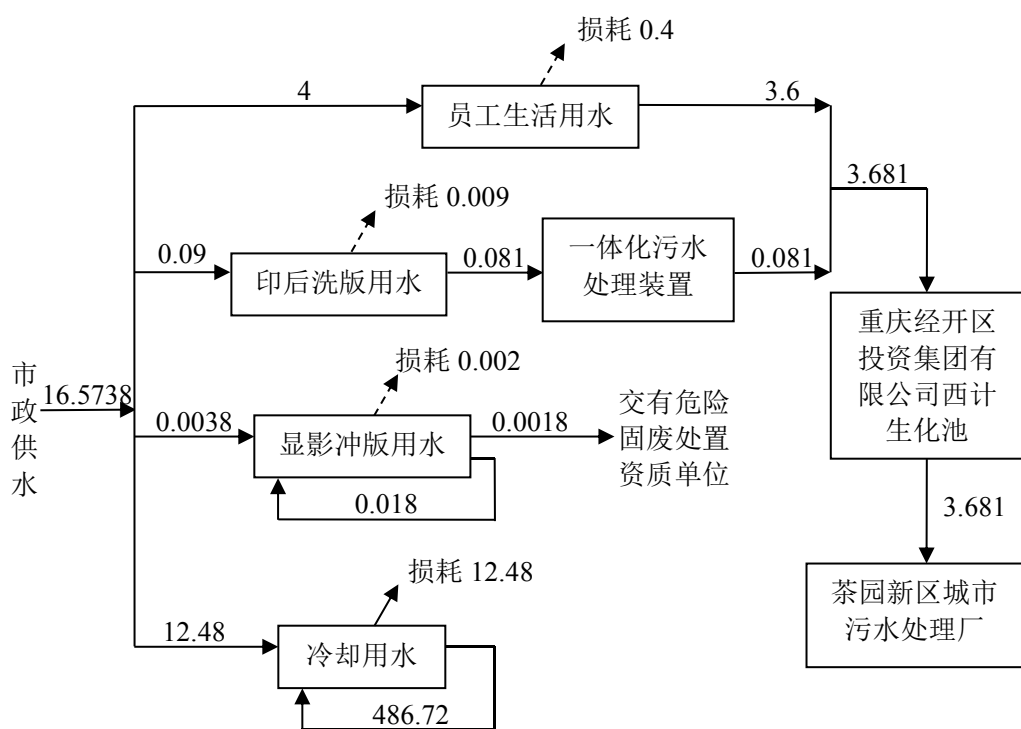 损耗 0.4
4
员工生活用水
3.6
3.681
损耗 0.009
0.09
印后洗版用水
0.081
一体化污水
处理装置
0.081
重庆经开区
投资集团有
限公司西计
生化池
市
政
供
水
16.5738
损耗 0.002
0.0038
显影冲版用水
0.0018
0.018
交有危险
固废处置
资质单位
3.681
茶园新区城市
污水处理厂
损耗 12.48
12.48
冷却用水
486.72